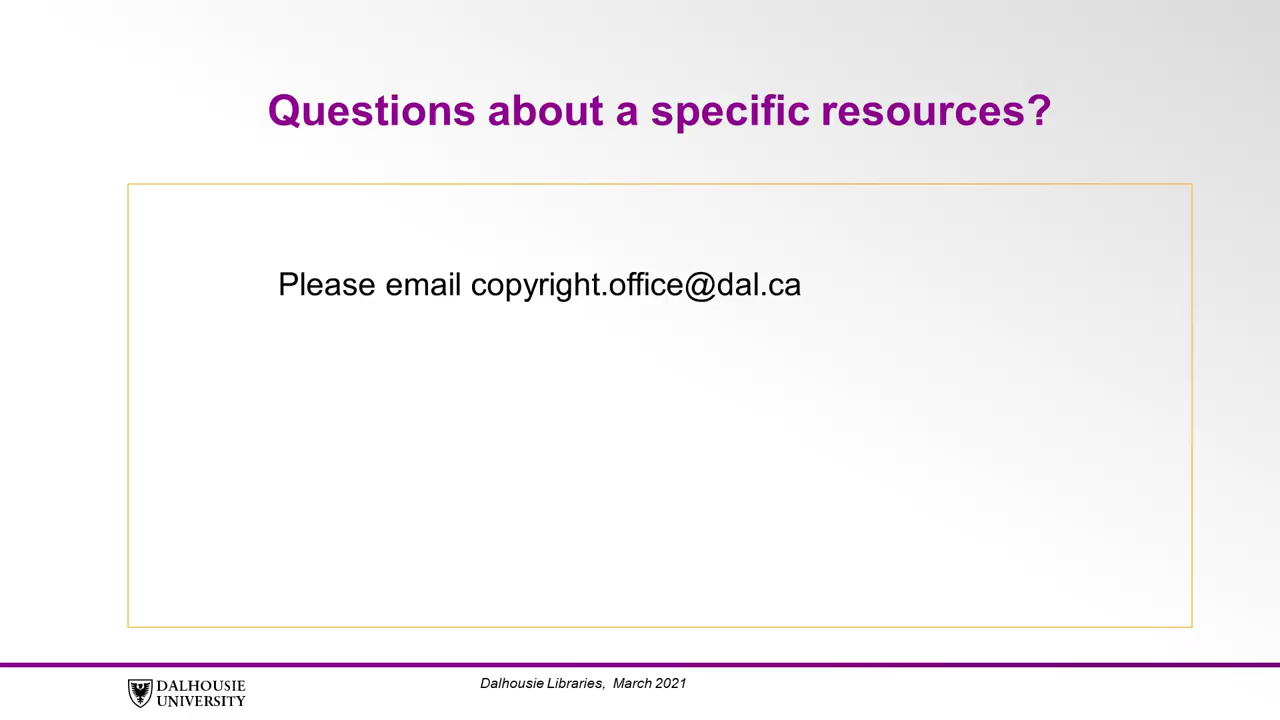 Questions about a specific resources?
Please email copyright.office@dal.ca
DALHOUSIE
UNIVERSITY
Dalhousie Libraries, March 2021